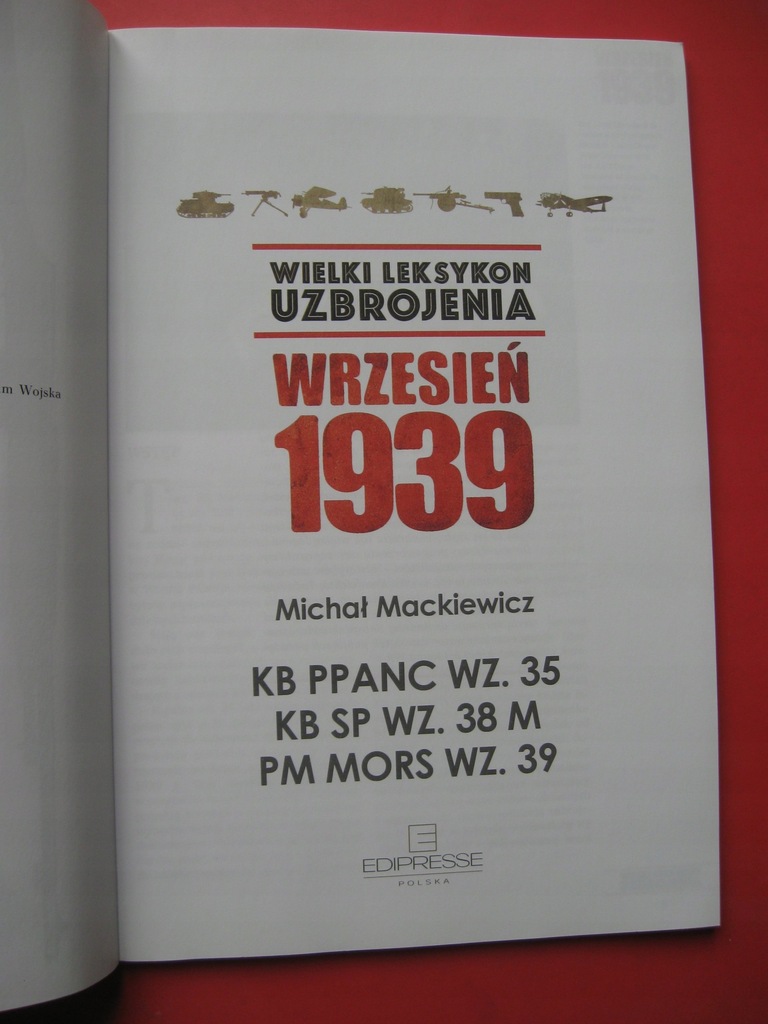 m Wojska
WIELKI LEKSYKON
UZBROJENIA
WRZESIEŃ
1939
Michał Mackiewicz
KB PPANC WZ. 35
KB SP WZ. 38 M
PM MORS WZ. 39
E
EDIPRESSE
POLSKA